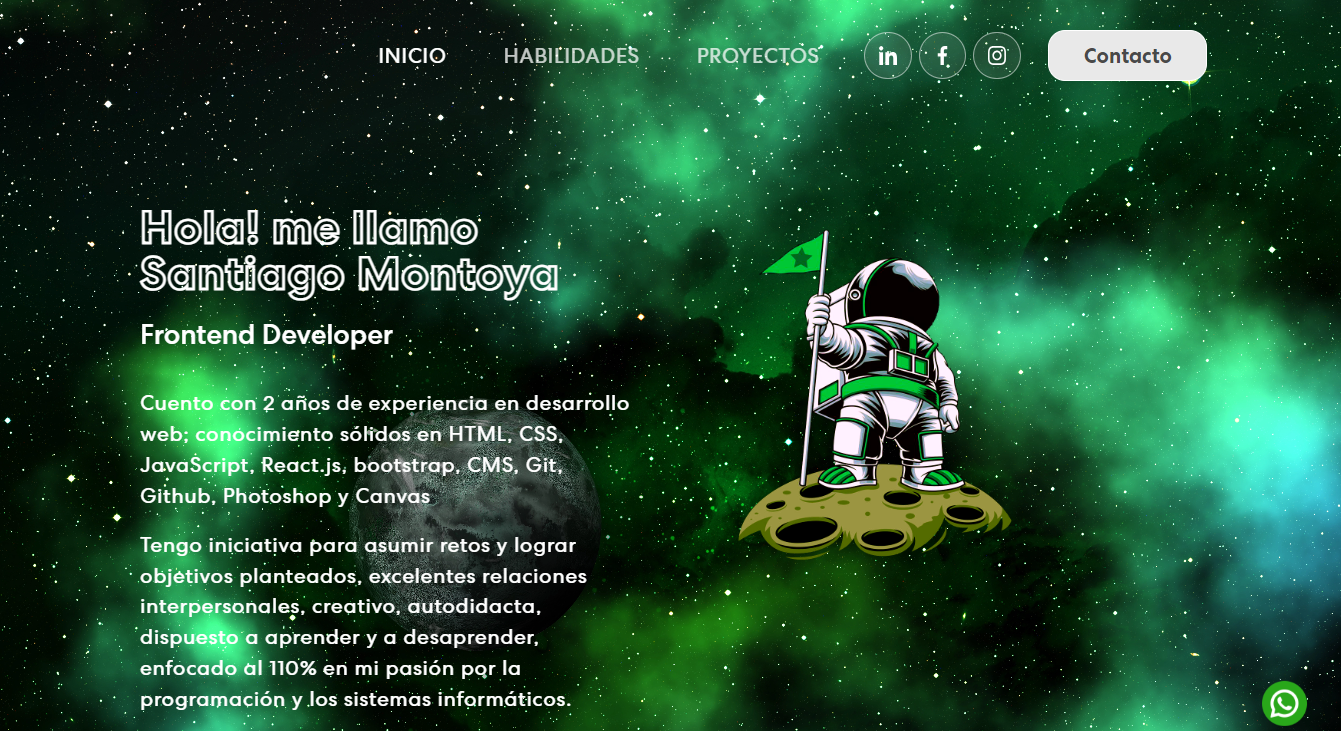 INICIO HABILIDADES PROYECTOS in f Contacto
Hola! me llamo
Santiago Montoya
Frontend Developer
Cuento con 2 años de experiencia en desarrollo
web; conocimiento sólidos en HTML, CSS,
JavaScript, React.js, bootstrap, CMS, Git,
Github, Photoshop y Canvas
Tengo iniciativa para asumir retos y lograr
objetivos planteados, excelentes relaciones
interpersonales, creativo, autodidacta,
dispuesto a aprender y a desaprender,
enfocado al 110% en mi pasión por la
programación y los sistemas informáticos.